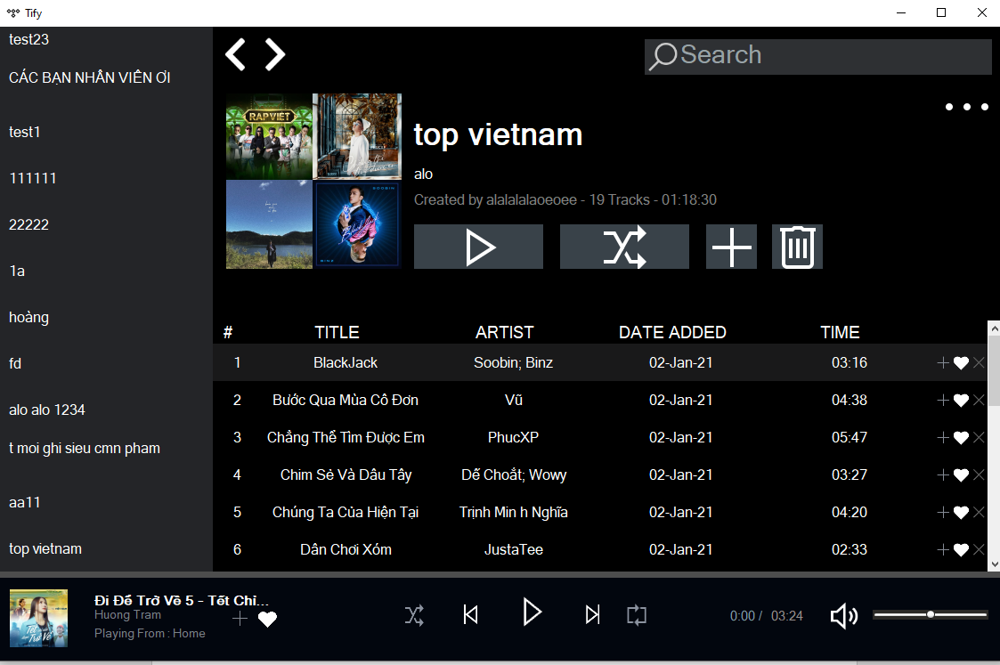 Tify
test23
CÁC BẠN NHÂN VIÊN ƠI
test1
111111
22222
1a
hoàng
fd
alo alo 1234
t moi ghi sieu cmn pham
aa11
top vietnam
Search
RAP VIỆT
SOOBIN
BlackJack
BINZ
top vietnam
alo
Created by alalalalaoeoee - 19 Tracks - 01:18:30
# TITLE ARTIST DATE ADDED TIME
1 BlackJack Soobin; Binz 02-Jan-21 03:16
2 Bước Qua Mùa Cô Đơn Vũ 02-Jan-21 04:38
3 Chẳng Thể Tìm Được Em PhucXP 02-Jan-21 05:47
4 Chim Sẻ Và Dâu Tây Dế Choắt; Wowy 02-Jan-21 03:27
5 Chúng Ta Của Hiện Tại Trịnh Min h Nghĩa 02-Jan-21 04:20
6 Dân Chơi Xóm JustaTee 02-Jan-21 02:33
Đi Để Trở Về 5 - Tết Chỉ...
Huong Tram
Playing From : Home
0:00 / 03:24